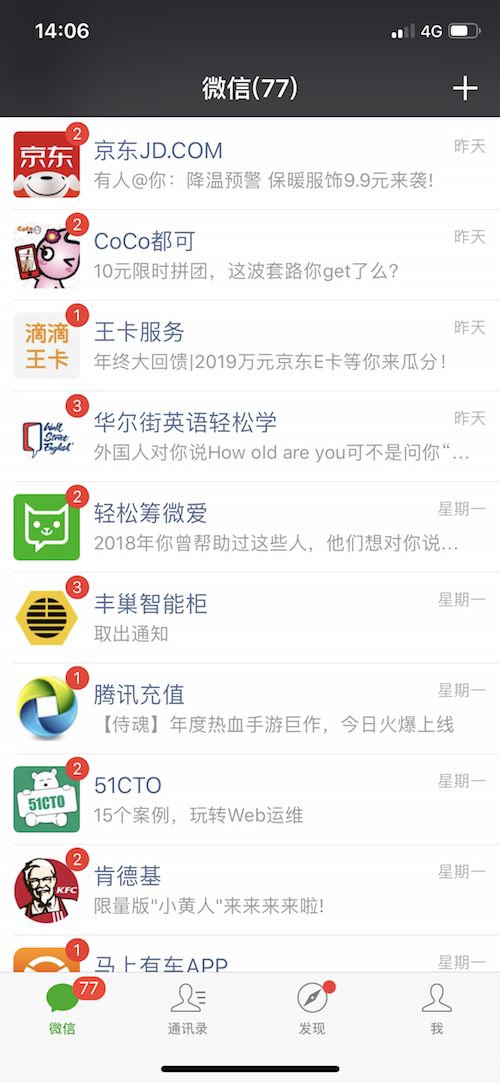 14:06
4G
微信(77)
2
京东
京东JD.COM
昨天
有人@你：降温预警 保暖服饰9.9元来袭！
2
CoCo
CoCo都可
昨天
10元限时拼团，这波套路你get了么？
1
滴滴
王卡
王卡服务
昨天
年终大回馈|2019万元京东E卡等你来瓜分！
3
Wall
Street
English
华尔街英语轻松学
昨天
外国人对你说How old are you可不是问你“...
2
轻松筹微爱
星期一
2018年你曾帮助过这些人，他们想对你说...
3
丰巢智能柜
星期一
取出通知
1
腾讯充值
星期一
【侍魂】年度热血手游巨作，今日火爆上线
2
51CTO
51CTO
星期一
15个案例，玩转Web运维
2
KFC
肯德基
星期一
限量版"小黄人"来来来来啦!
1
马上有车APP
星期一
77
微信
通讯录
发现
我